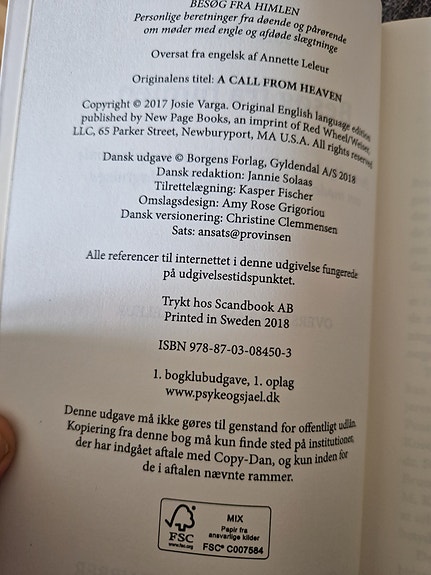 BESØG FRA HIMLEN
Personlige beretninger fra døende og pårørende
om møder med engle og afdøde slægtninge
Oversat fra engelsk af Annette Leleur
Originalens titel: A CALL FROM HEAVEN
Copyright © 2017 Josie Varga. Original English language edition
published by New Page Books, an imprint of Red Wheel/Weiser,
LLC, 65 Parker Street, Newburyport, MA U.S.A. All rights reserved.
Dansk udgave © Borgens Forlag, Gyldendal A/S 2018
Dansk redaktion: Jannie Solaas
Tilrettelægning: Kasper Fischer
Omslagsdesign: Amy Rose Grigoriou
Dansk versionering: Christine Clemmensen
Sats: ansats@provinsen
Alle referencer til internettet i denne udgivelse fungerede
på udgivelsestidspunktet.
Trykt hos Scandbook AB
Printed in Sweden 2018
ISBN 978-87-03-08450-3
1. bogklubudgave, 1. oplag
www.psykeogsjael.dk
Denne udgave må ikke gøres til genstand for offentligt udlån.
Kopiering fra denne bog må kun finde sted på institutioner,
der har indgået aftale med Copy-Dan, og kun inden for
de i aftalen nævnte rammer.
FSC
www.fsc.org
MIX
Papir fra
ansvarlige kilder
FSC® C007584